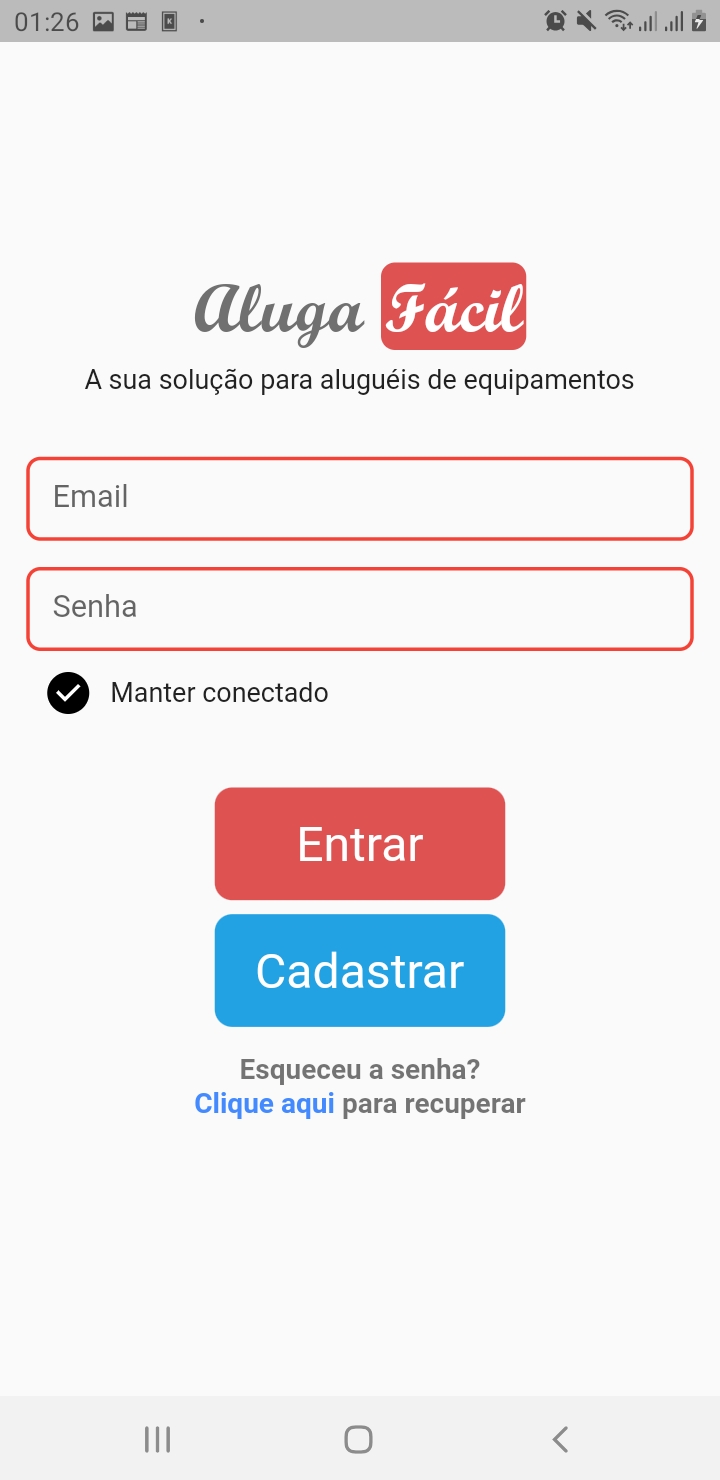 01:26
Aluga Fácil
A sua solução para aluguéis de equipamentos
Email
Senha
Manter conectado
Entrar
Cadastrar
Esqueceu a senha?
Clique aqui para recuperar